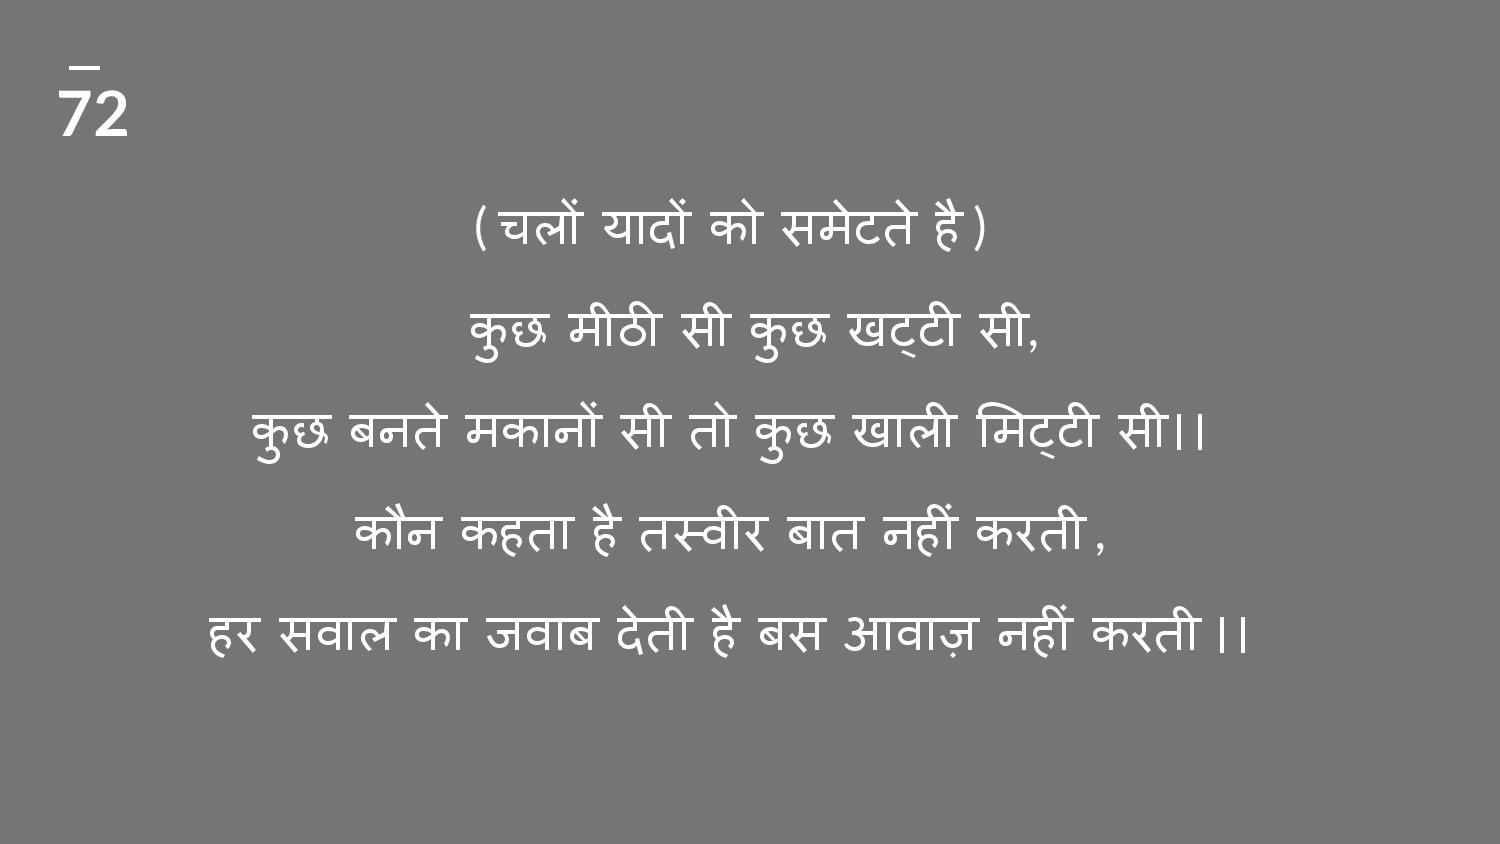 72
( चलों यादों को समेटते है )
कुछ मीठी सी कुछ खट्टी सी,
कुछ बनते मकानों सी तो कुछ खाली मिट्टी सी।।
कौन कहता है तस्वीर बात नहीं करती ,
हर सवाल का जवाब देती है बस आवाज़ नहीं करती ।।